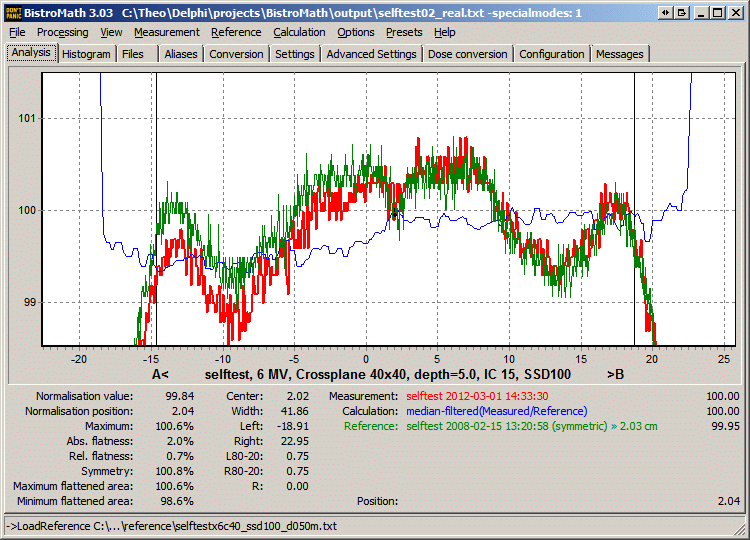 DON'T PANIC
BistroMath 3.03 C:\Theo\Delphi\projects\BistroMath\output\selftest02_real.txt -specialmodes: 1
File Processing View Measurement Reference Calculation Options Presets Help
Analysis Histogram Files Aliases Conversion Settings Advanced Settings Dose conversion Configuration Messages
101
100
99
-20 -15 -10 -5 0 5 10 15 20 25
A< selftest, 6 MV, Crossplane 40x40, depth=5.0, IC 15, SSD100 >B
Normalisation value: 99.84 Center: 2.02 Measurement: selftest 2012-03-01 14:33:30 100.00
Normalisation position: 2.04 Width: 41.86 Calculation: median-filtered(Measured/Reference) 100.00
Maximum: 100.6% Left: -18.91 Reference: selftest 2008-02-15 13:20:58 (symmetric) » 2.03 cm 99.95
Abs. flatness: 2.0% Right: 22.95
Rel. flatness: 0.7% L80-20: 0.75
Symmetry: 100.8% R80-20: 0.75
Maximum flattened area: 100.6% R: 0.00
Minimum flattened area: 98.6% Position: 2.04
->LoadReference C:\...\reference\selftestx6c40_ssd100_d050m.txt